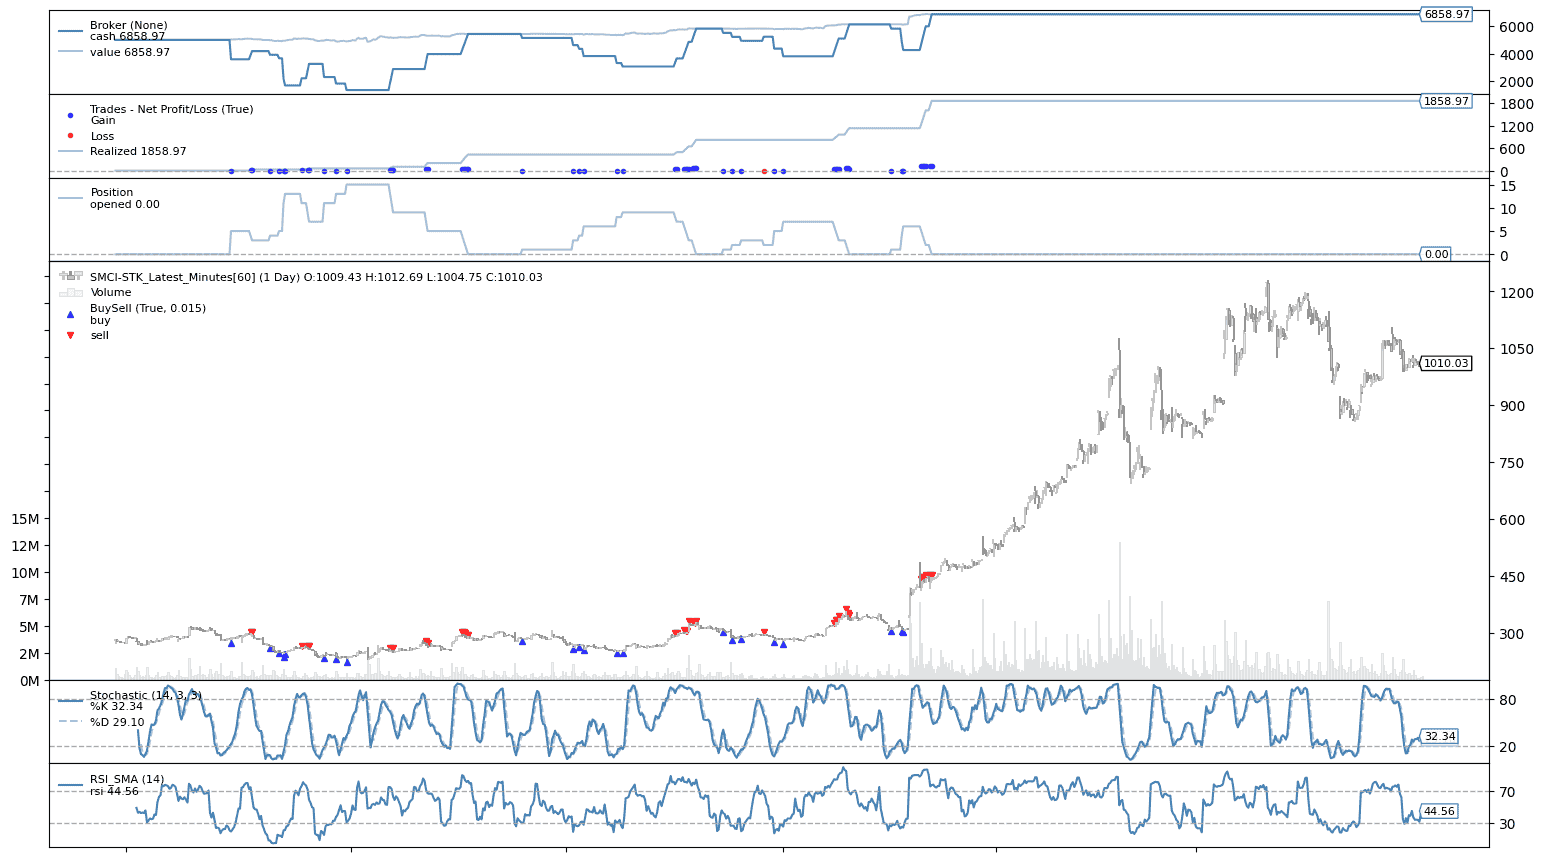 Broker (None)
cash 6858.97
value 6858.97
6858.97
6000
4000
2000
Trades - Net Profit/Loss (True)
Gain
Loss
Realized 1858.97
1858.97
1800
1200
600
0
Position
opened 0.00
15
10
5
0
0.00
SMCI-STK_Latest_Minutes[60] (1 Day) O:1009.43 H:1012.69 L:1004.75 C:1010.03
Volume
BuySell (True, 0.015)
buy
sell
1200
1050
1010.03
900
750
600
450
300
15M
12M
10M
7M
5M
2M
0M
Stochastic (14, 3, 3)
%K 32.34
%D 29.10
80
32.34
20
RSI_SMA (14)
rsi 44.56
70
44.56
30